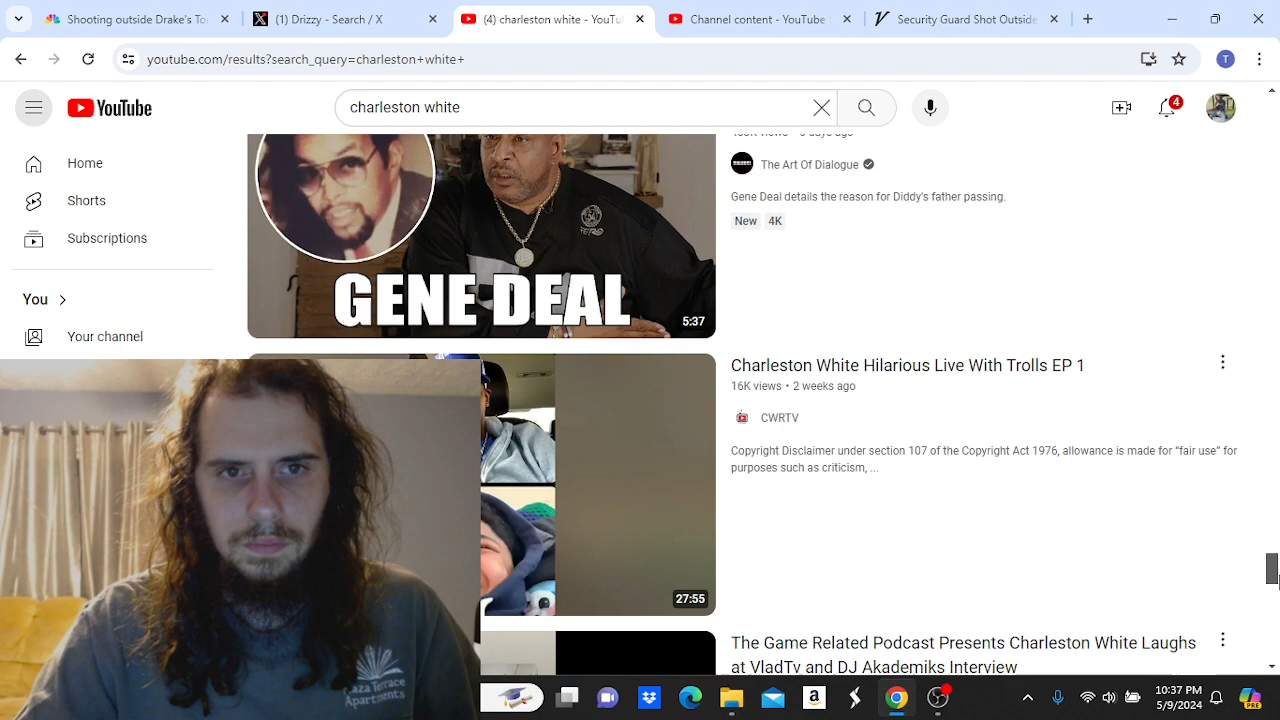 Shooting outside Drake's To
(1) Drizzy - Search / X
(4) charleston white - YouTu
Channel content - YouTube
Security Guard Shot Outside
youtube.com/results?search_query=charleston+white+
T
YouTube
charleston white
4
Home
Shorts
Subscriptions
You
Your channel
GENE DEAL
5:37
The Art Of Dialogue
Gene Deal details the reason for Diddy's father passing.
New 4K
Charleston White Hilarious Live With Trolls EP 1
16K views • 2 weeks ago
CWRTV
Copyright Disclaimer under section 107 of the Copyright Act 1976, allowance is made for “fair use” for
purposes such as criticism, ...
27:55
The Game Related Podcast Presents Charleston White Laughs
at VladTv and DJ Akademiks Interview
Terrace
Apartments
10:37 PM
5/9/2024
PRE